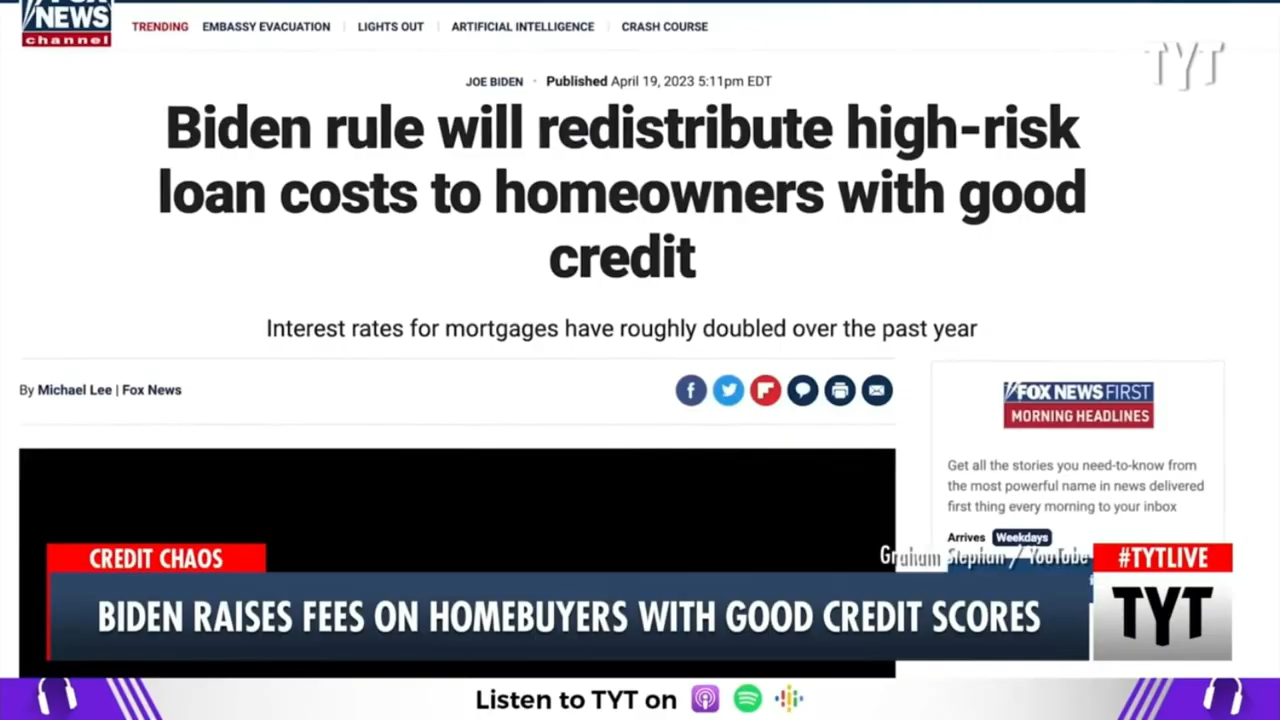 FOX
NEWS
channel
TRENDING EMBASSY EVACUATION LIGHTS OUT ARTIFICIAL INTELLIGENCE CRASH COURSE
TYT
JOE BIDEN · Published April 19, 2023 5:11pm EDT
Biden rule will redistribute high-risk
loan costs to homeowners with good
credit
Interest rates for mortgages have roughly doubled over the past year
By Michael Lee | Fox News
FOX NEWS FIRST
MORNING HEADLINES
Get all the stories you need-to-know from
the most powerful name in news delivered
first thing every morning to your inbox
Arrives Weekdays
Graham Stephan / YouTube
CREDIT CHAOS
#TYTLIVE
BIDEN RAISES FEES ON HOMEBUYERS WITH GOOD CREDIT SCORES
TYT
Listen to TYT on